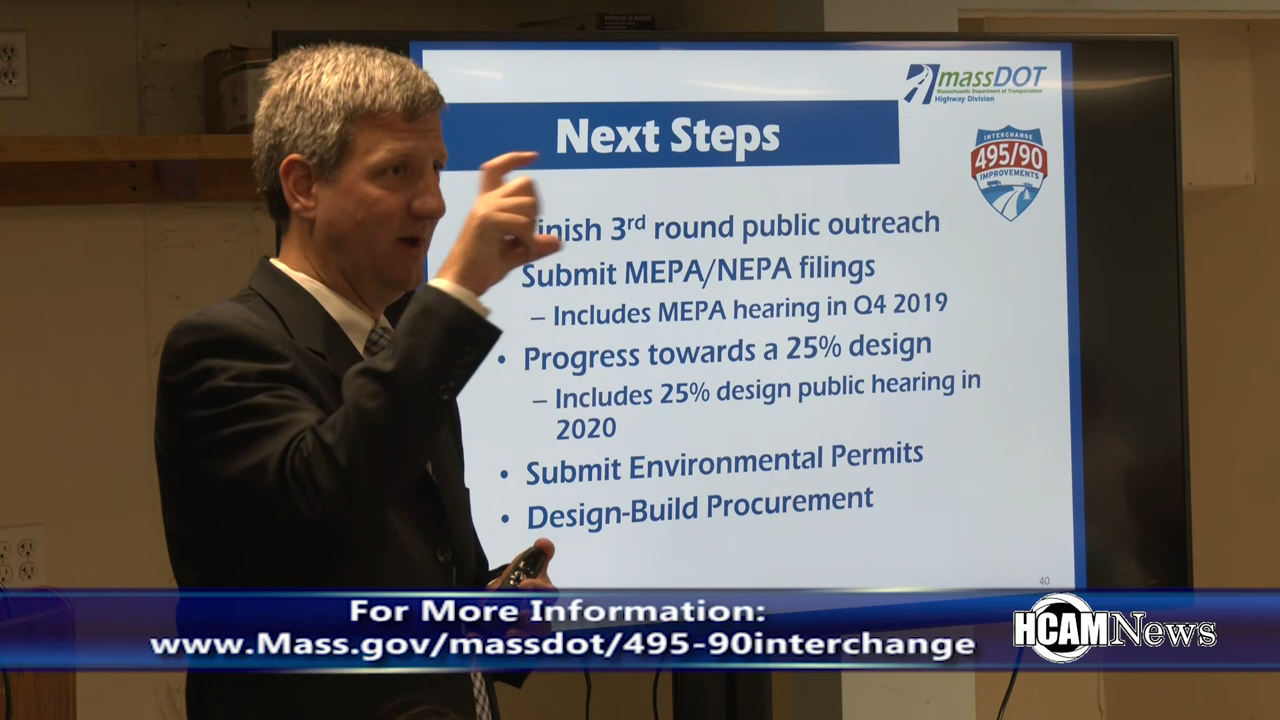 massDOT
Massachusetts Department of Transportation
Highway Division
Next Steps
INTERCHANGE
495/90
IMPROVEMENTS
inish 3rd round public outreach
Submit MEPA/NEPA filings
– Includes MEPA hearing in Q4 2019
• Progress towards a 25% design
– Includes 25% design public hearing in
2020
• Submit Environmental Permits
• Design-Build Procurement
40
For More Information:
www.Mass.gov/massdot/495-90interchange
HCAMNews